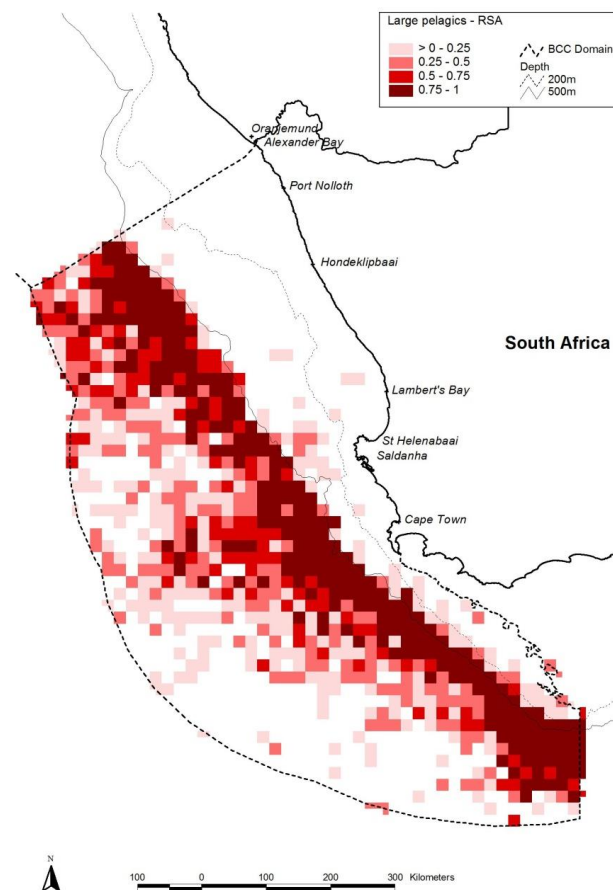 Large pelagics - RSA
> 0 - 0.25
0.25 - 0.5
0.5 - 0.75
0.75 - 1
BCC Domain
Depth
200m
500m
Oranjemund
Alexander Bay
Port Nolloth
Hondeklipbaai
South Africa
Lambert's Bay
St Helenabaai
Saldanha
Cape Town
N
100 0 100 200 300 Kilometers